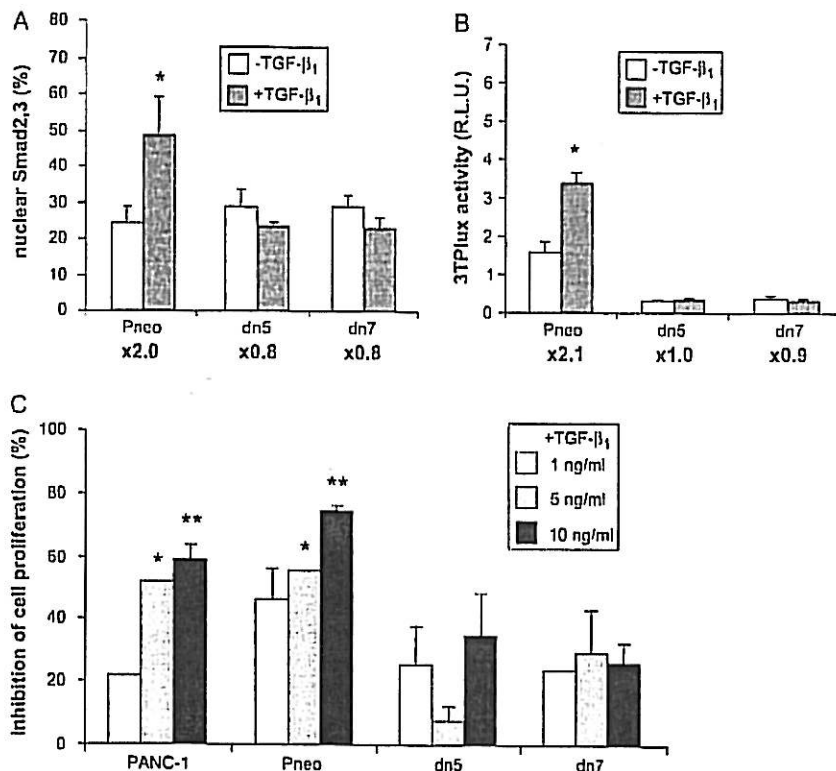 A
80
70
60
50
40
30
20
10
0
nuclear Smad2,3 (%)
*
-TGF-β₁
+TGF-β₁
Pneo
dn5
dn7
x2.0
x0.8
x0.8
B
7
6
5
4
3
2
1
0
3TPlux activity (R.L.U.)
*
-TGF-β₁
+TGF-β₁
Pneo
dn5
dn7
x2.1
x1.0
x0.9
C
100
80
60
40
20
0
Inhibition of cell proliferation (%)
*
**
*
**
+TGF-β₁
1 ng/ml
5 ng/ml
10 ng/ml
PANC-1
Pneo
dn5
dn7